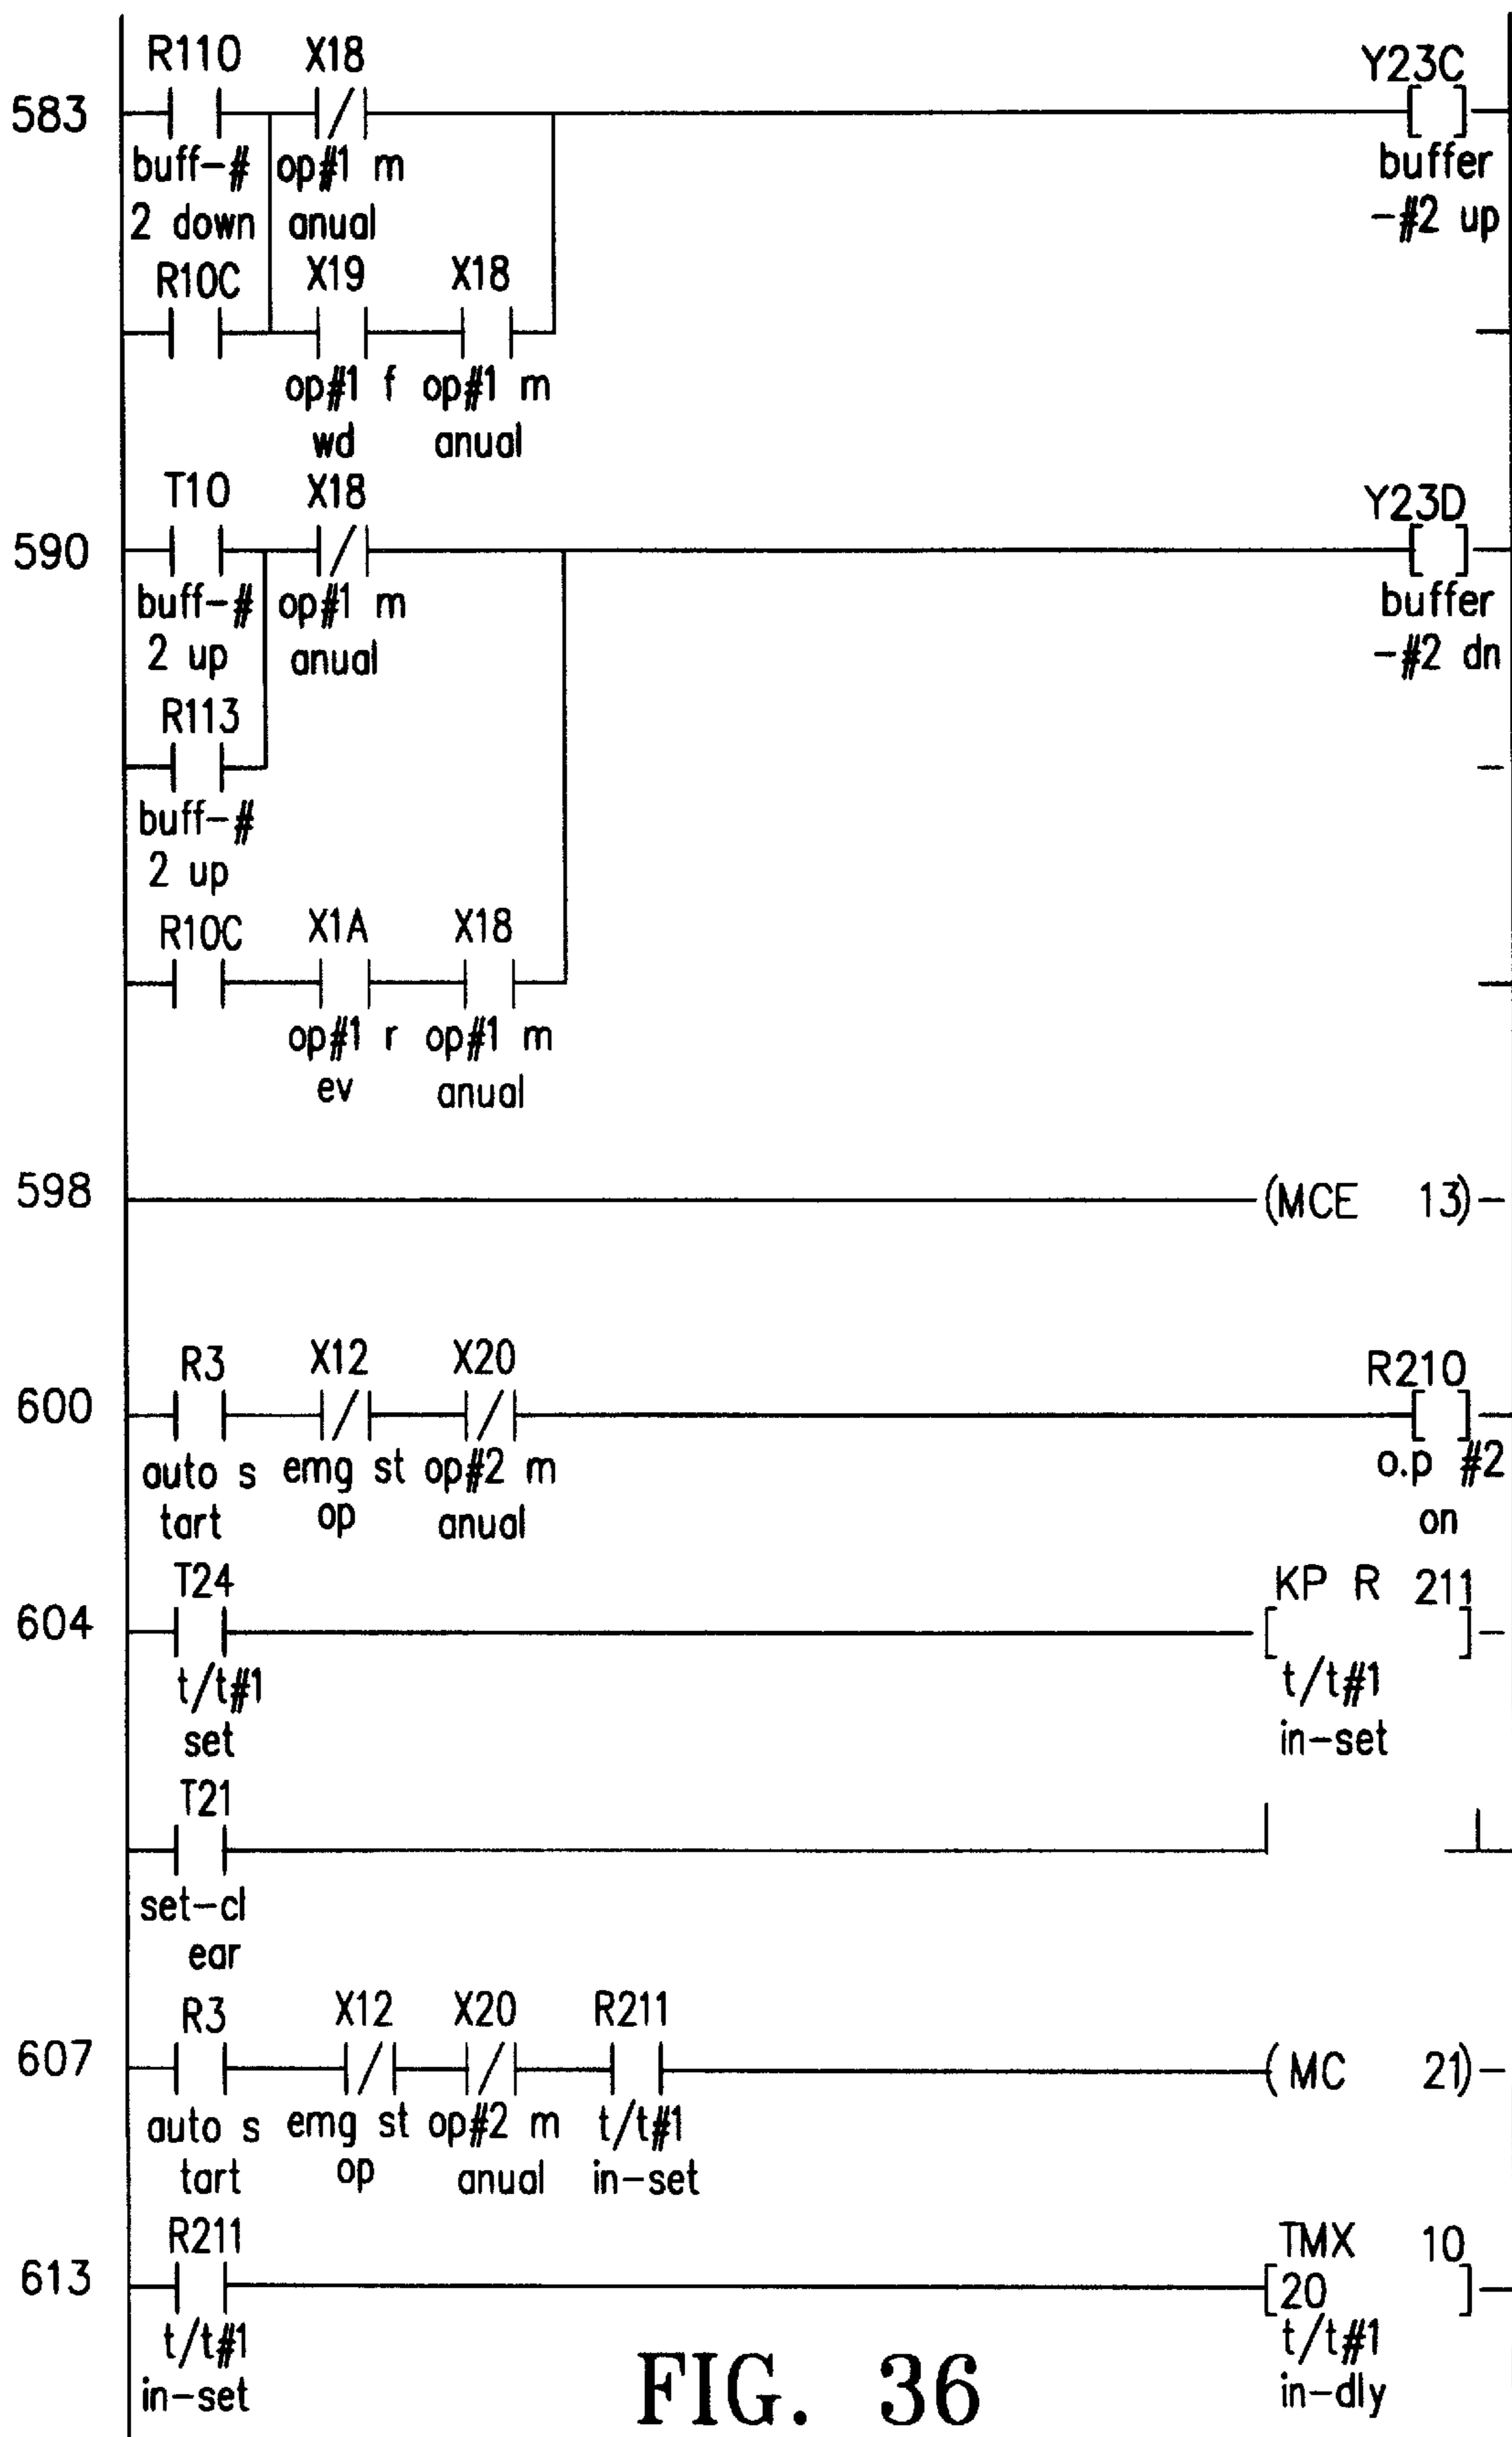 R110 X18 Y23C
583
buff-# op#1 m buffer
2 down anual -#2 up
R10C X19 X18
op#1 f op#1 m
wd anual
T10 X18 Y23D
590
buff-# op#1 m buffer
2 up anual -#2 dn
R113
buff-#
2 up
R10C X1A X18
op#1 r op#1 m
ev anual
598 (MCE 13)
R3 X12 X20 R210
600
auto s emg st op#2 m o.p #2
tart op anual on
T24 KP R 211
604
t/t#1 t/t#1
set in-set
T21
set-cl
ear
R3 X12 X20 R211
607 (MC 21)
auto s emg st op#2 m t/t#1
tart op anual in-set
R211 TMX 10
613 [20 ]
t/t#1 t/t#1
in-set in-dly
FIG. 36